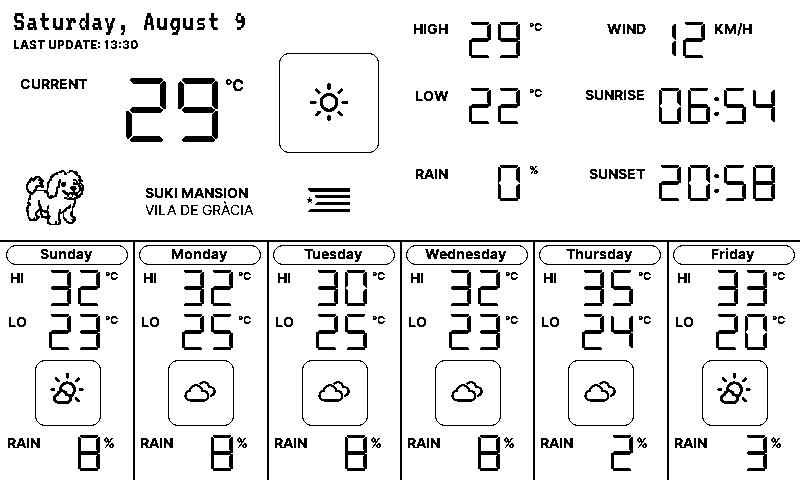 Saturday, August 9
LAST UPDATE: 13:30
CURRENT 29 °C
SUKI MANSION
VILA DE GRÀCIA
HIGH 29 °C
LOW 22 °C
RAIN 0 %
WIND 12 KM/H
SUNRISE 06:54
SUNSET 20:58
Sunday
HI 32 °C
LO 23 °C
RAIN 8 %
Monday
HI 32 °C
LO 25 °C
RAIN 8 %
Tuesday
HI 30 °C
LO 25 °C
RAIN 8 %
Wednesday
HI 32 °C
LO 23 °C
RAIN 8 %
Thursday
HI 35 °C
LO 24 °C
RAIN 2 %
Friday
HI 33 °C
LO 20 °C
RAIN 3 %